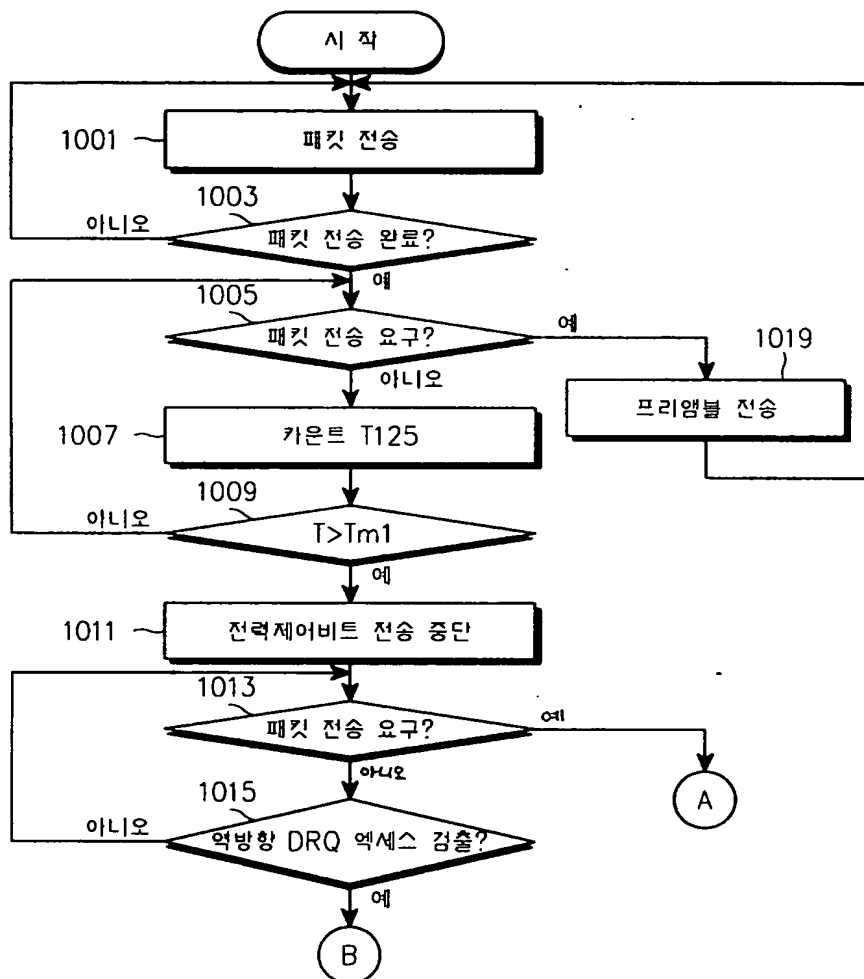 시 작
1001
패킷 전송
1003
아니오
패킷 전송 완료?
예
1005
패킷 전송 요구?
예
아니오
1019
프리앰블 전송
1007
카운트 T125
1009
아니오
T>Tm1
예
1011
전력제어비트 전송 중단
1013
패킷 전송 요구?
예
아니오
A
1015
아니오
역방향 DRQ 엑세스 검출?
예
B